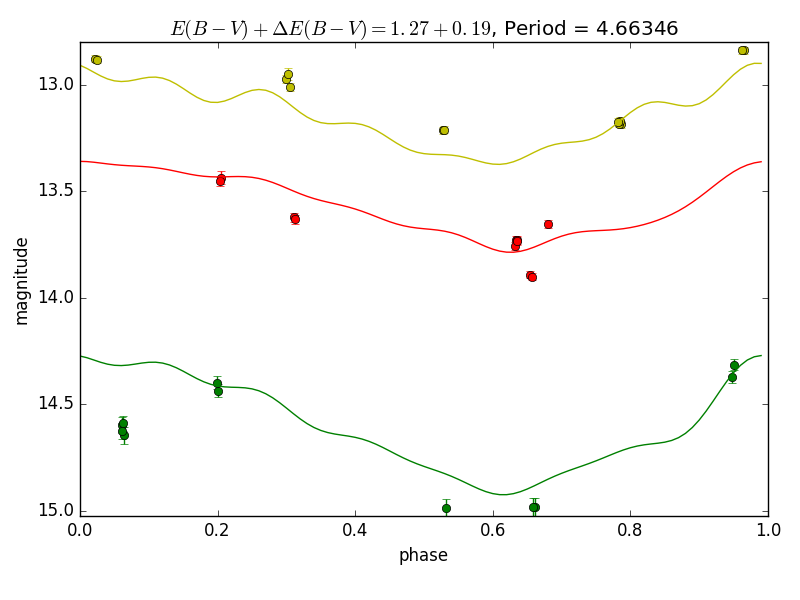 E(B − V) + ΔE(B − V) = 1.27 + 0.19, Period = 4.66346
13.0
13.5
14.0
14.5
15.0
magnitude
0.0 0.2 0.4 0.6 0.8 1.0
phase